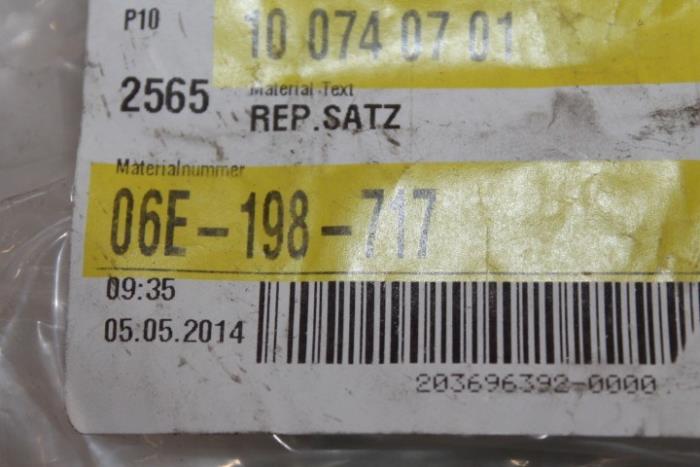 P10
10 074 07 01
2565
Material-Text
REP.SATZ
Materialnummer
06E-198-717
09:35
05.05.2014
203696392-0000